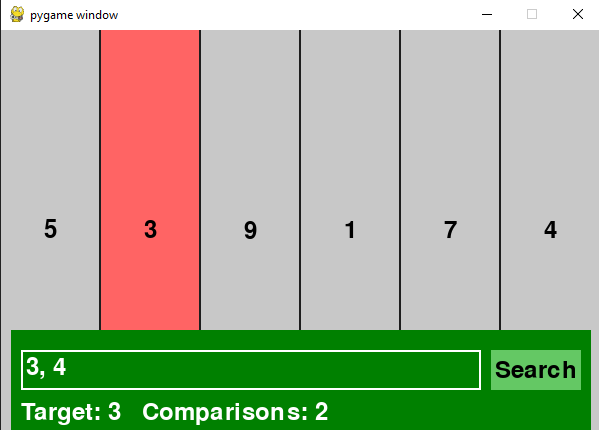 pygame window
5 3 9 1 7 4
3, 4
Search
Target: 3 Comparisons: 2